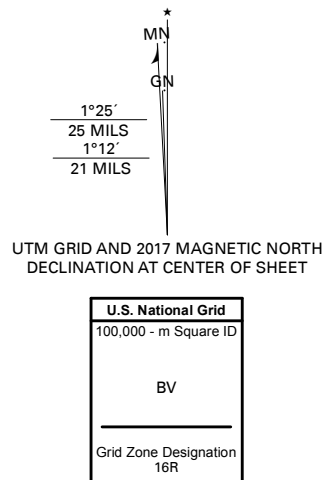 ★
MN
GN
1°25´
25 MILS
1°12´
21 MILS
UTM GRID AND 2017 MAGNETIC NORTH
DECLINATION AT CENTER OF SHEET
U.S. National Grid
100,000 - m Square ID
BV
Grid Zone Designation
16R